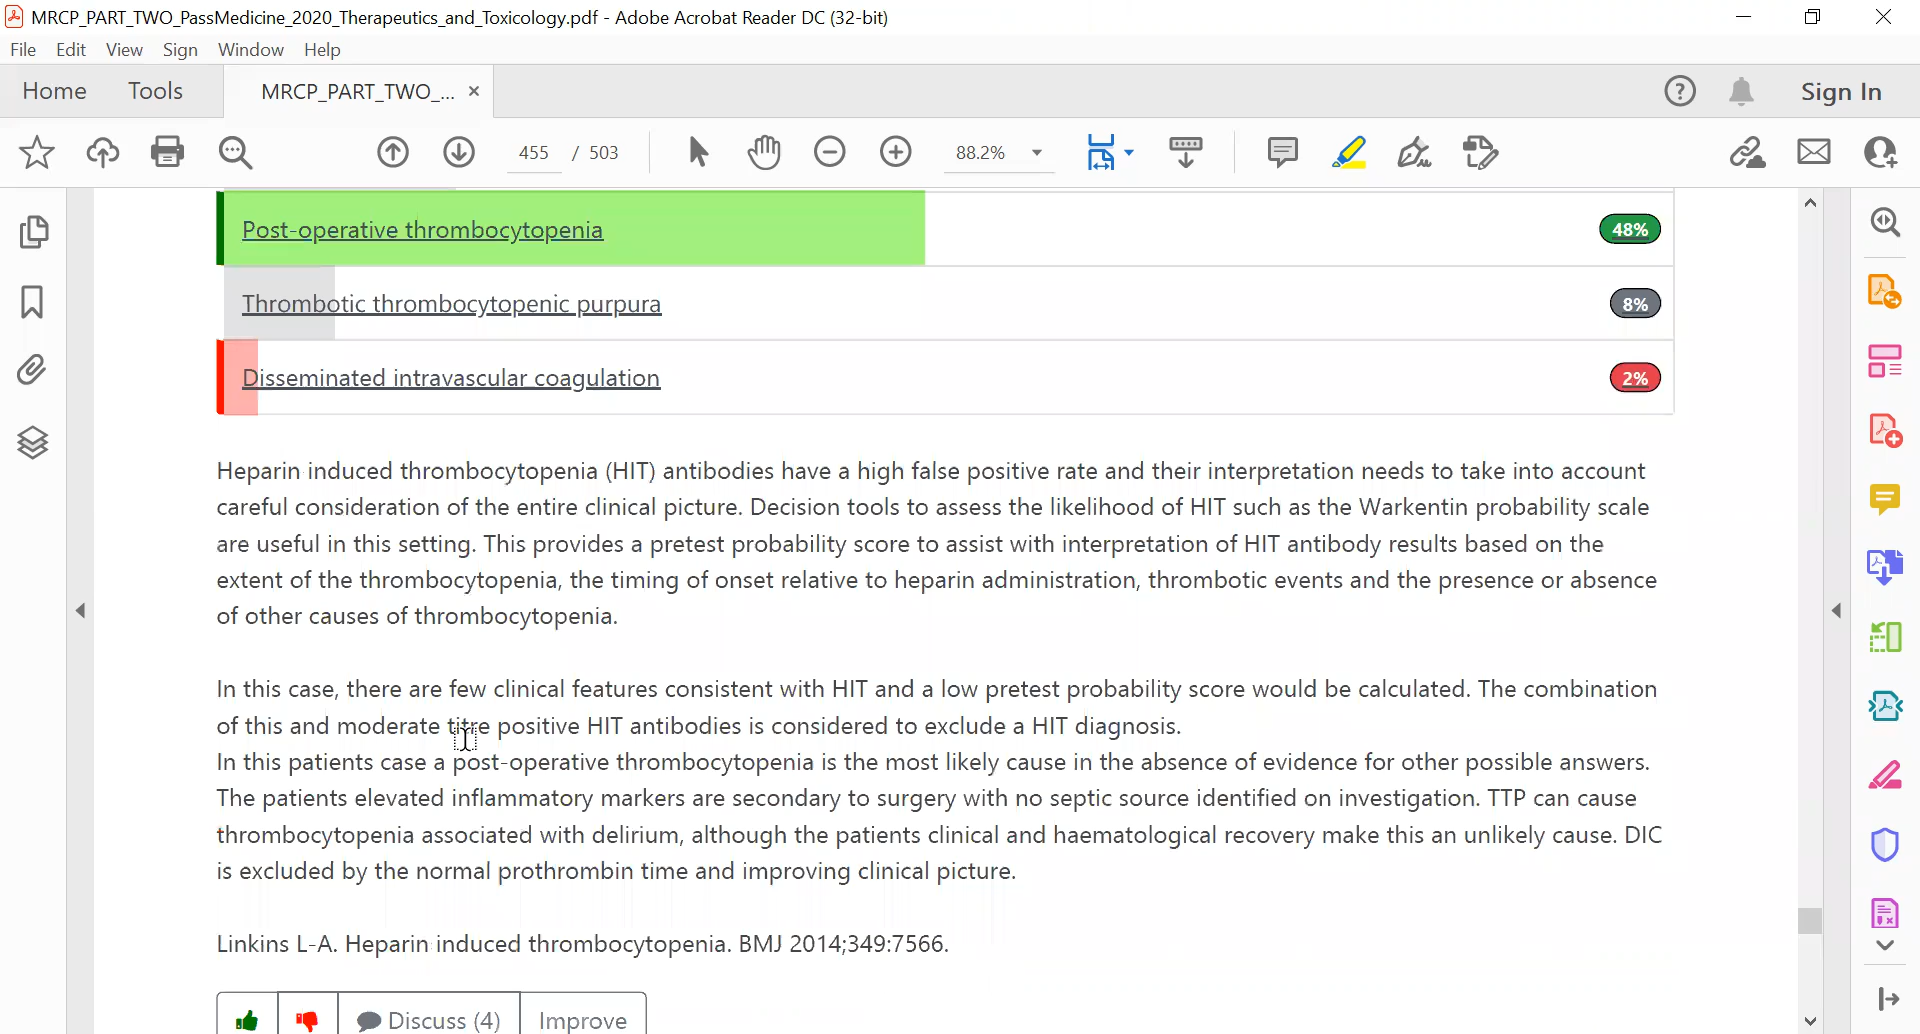 MRCP_PART_TWO_PassMedicine_2020_Therapeutics_and_Toxicology.pdf - Adobe Acrobat Reader DC (32-bit)
File Edit View Sign Window Help
Home Tools MRCP_PART_TWO_... × Sign In
455 / 503 88.2%
Post-operative thrombocytopenia 48%
Thrombotic thrombocytopenic purpura 8%
Disseminated intravascular coagulation 2%
Heparin induced thrombocytopenia (HIT) antibodies have a high false positive rate and their interpretation needs to take into account
careful consideration of the entire clinical picture. Decision tools to assess the likelihood of HIT such as the Warkentin probability scale
are useful in this setting. This provides a pretest probability score to assist with interpretation of HIT antibody results based on the
extent of the thrombocytopenia, the timing of onset relative to heparin administration, thrombotic events and the presence or absence
of other causes of thrombocytopenia.
In this case, there are few clinical features consistent with HIT and a low pretest probability score would be calculated. The combination
of this and moderate titre positive HIT antibodies is considered to exclude a HIT diagnosis.
In this patients case a post-operative thrombocytopenia is the most likely cause in the absence of evidence for other possible answers.
The patients elevated inflammatory markers are secondary to surgery with no septic source identified on investigation. TTP can cause
thrombocytopenia associated with delirium, although the patients clinical and haematological recovery make this an unlikely cause. DIC
is excluded by the normal prothrombin time and improving clinical picture.
Linkins L-A. Heparin induced thrombocytopenia. BMJ 2014;349:7566.
Discuss (4) Improve